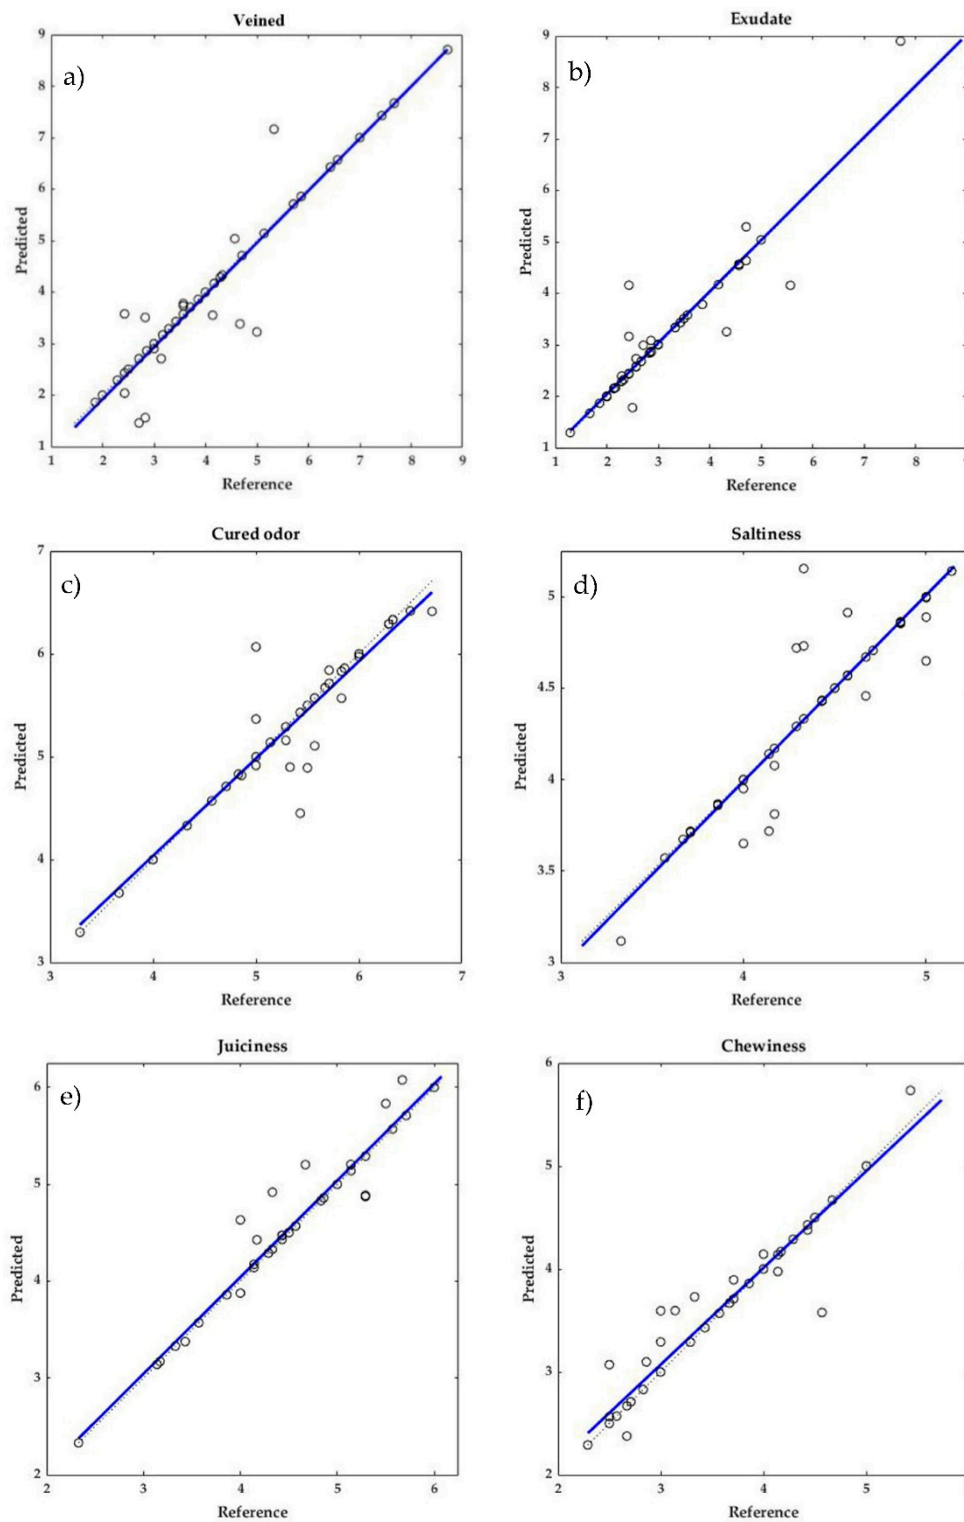 Veined
a)
9
8
7
6
5
4
3
2
1
Predicted
1 2 3 4 5 6 7 8 9
Reference
Exudate
b)
9
8
7
6
5
4
3
2
1
Predicted
1 2 3 4 5 6 7 8
Reference
Cured odor
c)
7
6
5
4
3
Predicted
3 4 5 6 7
Reference
Saltiness
d)
5
4.5
4
3.5
3
Predicted
3 4 5
Reference
Juiciness
e)
6
5
4
3
2
Predicted
2 3 4 5 6
Reference
Chewiness
f)
6
5
4
3
2
Predicted
2 3 4 5
Reference